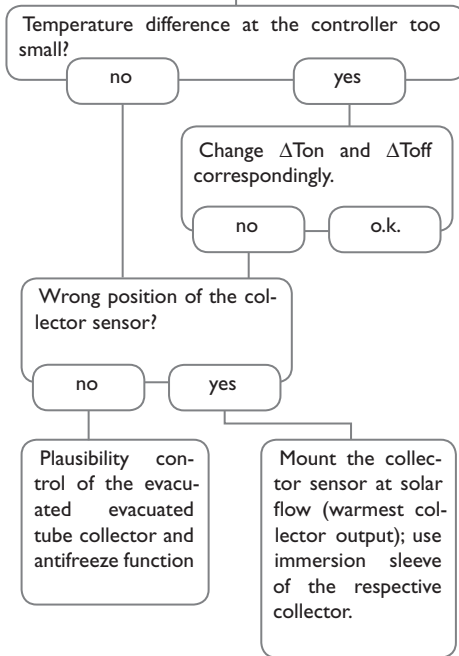 Temperature difference at the controller too
small?
no
yes
Change ΔTon and ΔToff
correspondingly.
no
o.k.
Wrong position of the col-
lector sensor?
no
yes
Plausibility con-
trol of the evacu-
ated evacuated
tube collector and
antifreeze function
Mount the collec-
tor sensor at solar
flow (warmest col-
lector output); use
immersion sleeve
of the respective
collector.